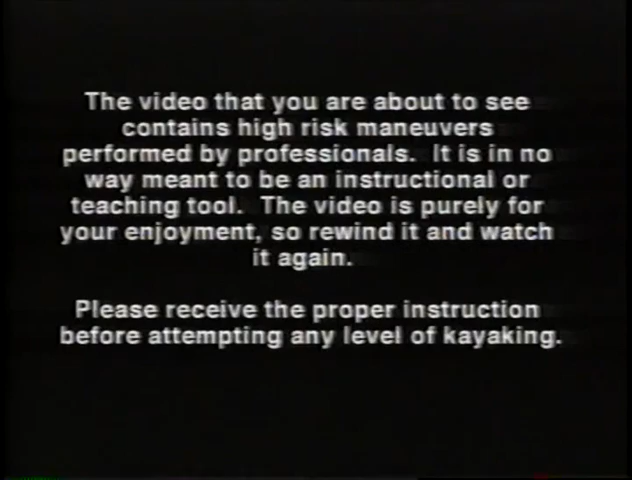 The video that you are about to see
contains high risk maneuvers
performed by professionals.  It is in no
way meant to be an instructional or
teaching tool.  The video is purely for
your enjoyment, so rewind it and watch
it again.
Please receive the proper instruction
before attempting any level of kayaking.